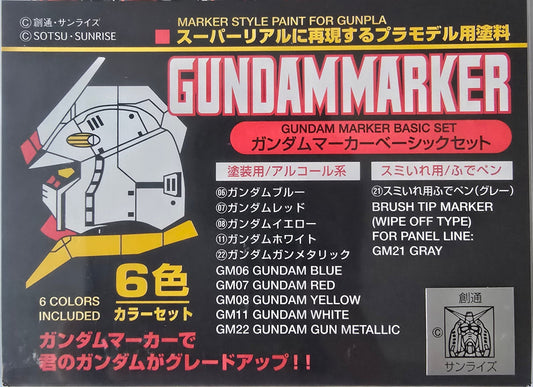 ©創通・サンライズ
©SOTSU・SUNRISE
MARKER STYLE PAINT FOR GUNPLA
スーパーリアルに再現するプラモデル用塗料
GUNDAMMARKER
GUNDAM MARKER BASIC SET
ガンダムマーカーベーシックセット
塗装用/アルコール系
⑥ガンダムブルー
⑦ガンダムレッド
⑧ガンダムイエロー
⑪ガンダムホワイト
㉒ガンダムガンメタリック
GM06 GUNDAM BLUE
GM07 GUNDAM RED
GM08 GUNDAM YELLOW
GM11 GUNDAM WHITE
GM22 GUNDAM GUN METALLIC
スミいれ用/ふでペン
㉑スミいれ用ふでペン(グレー)
BRUSH TIP MARKER
(WIPE OFF TYPE)
FOR PANEL LINE:
GM21 GRAY
6色
カラーセット
6 COLORS
INCLUDED
ガンダムマーカーで
君のガンダムがグレードアップ!!
創通
©
サンライズ